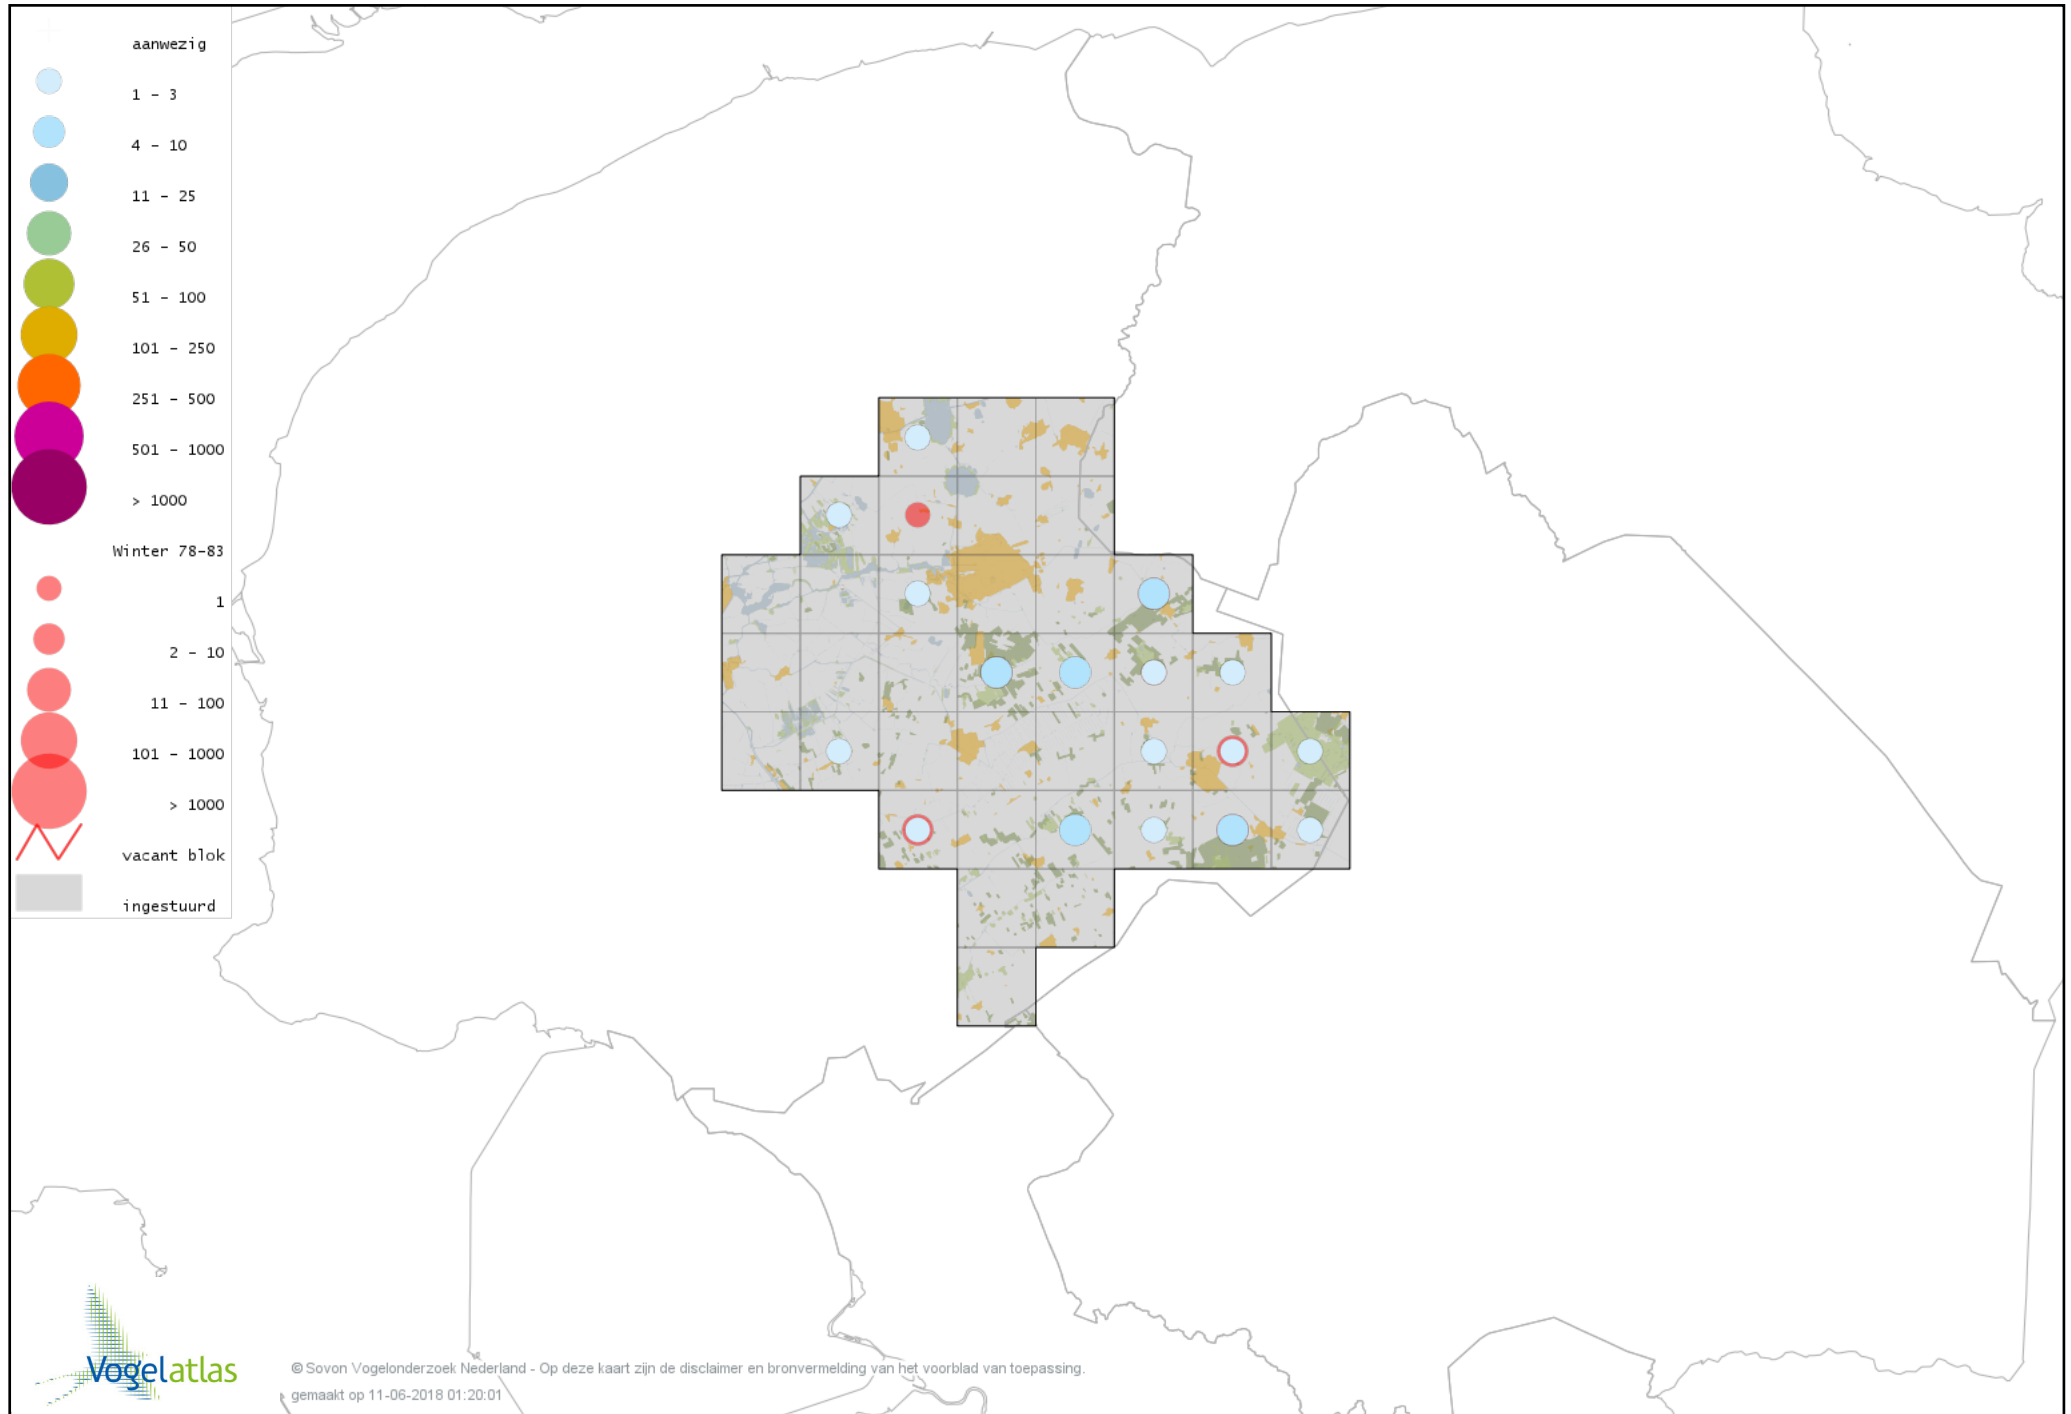 aanwezig
1 - 3
4 - 10
11 - 25
26 - 50
51 - 100
101 - 250
251 - 500
501 - 1000
> 1000
Winter 78-83
1
2 - 10
11 - 100
101 - 1000
> 1000
vacant blok
ingestuurd
Vogelatlas
© Sovon Vogelonderzoek Nederland - Op deze kaart zijn de disclaimer en bronvermelding van het voorblad van toepassing.
gemaakt op 11-06-2018 01:20:01